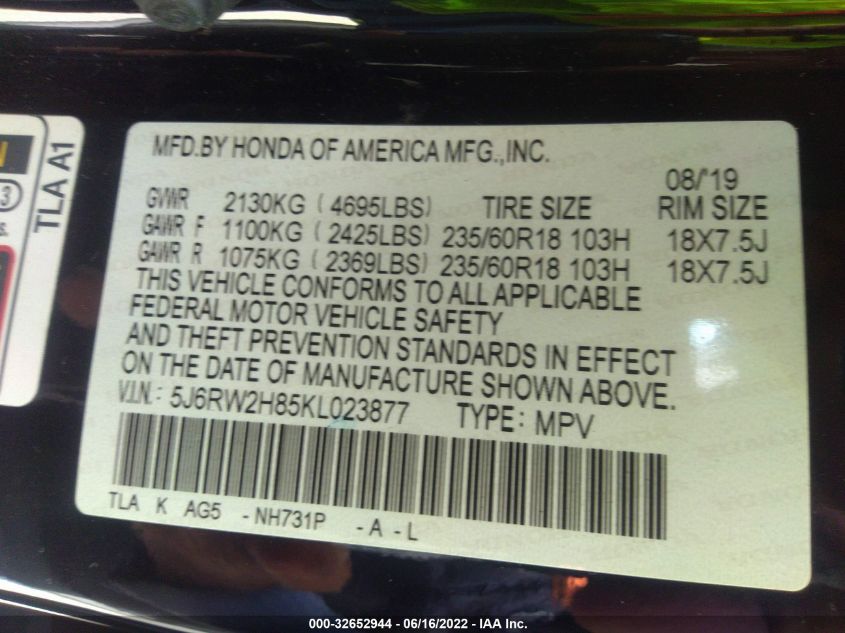 MFD.BY HONDA OF AMERICA MFG.,INC.
08/'19
GVWR 2130KG ( 4695LBS) TIRE SIZE RIM SIZE
GAWR F 1100KG ( 2425LBS) 235/60R18 103H 18X7.5J
GAWR R 1075KG ( 2369LBS) 235/60R18 103H 18X7.5J
THIS VEHICLE CONFORMS TO ALL APPLICABLE
FEDERAL MOTOR VEHICLE SAFETY
AND THEFT PREVENTION STANDARDS IN EFFECT
ON THE DATE OF MANUFACTURE SHOWN ABOVE.
V.I.N.: 5J6RW2H85KL023877 TYPE: MPV
TLA K AG5 -NH731P -A-L
TLA A1
3
000-32652944 - 06/16/2022 - IAA Inc.